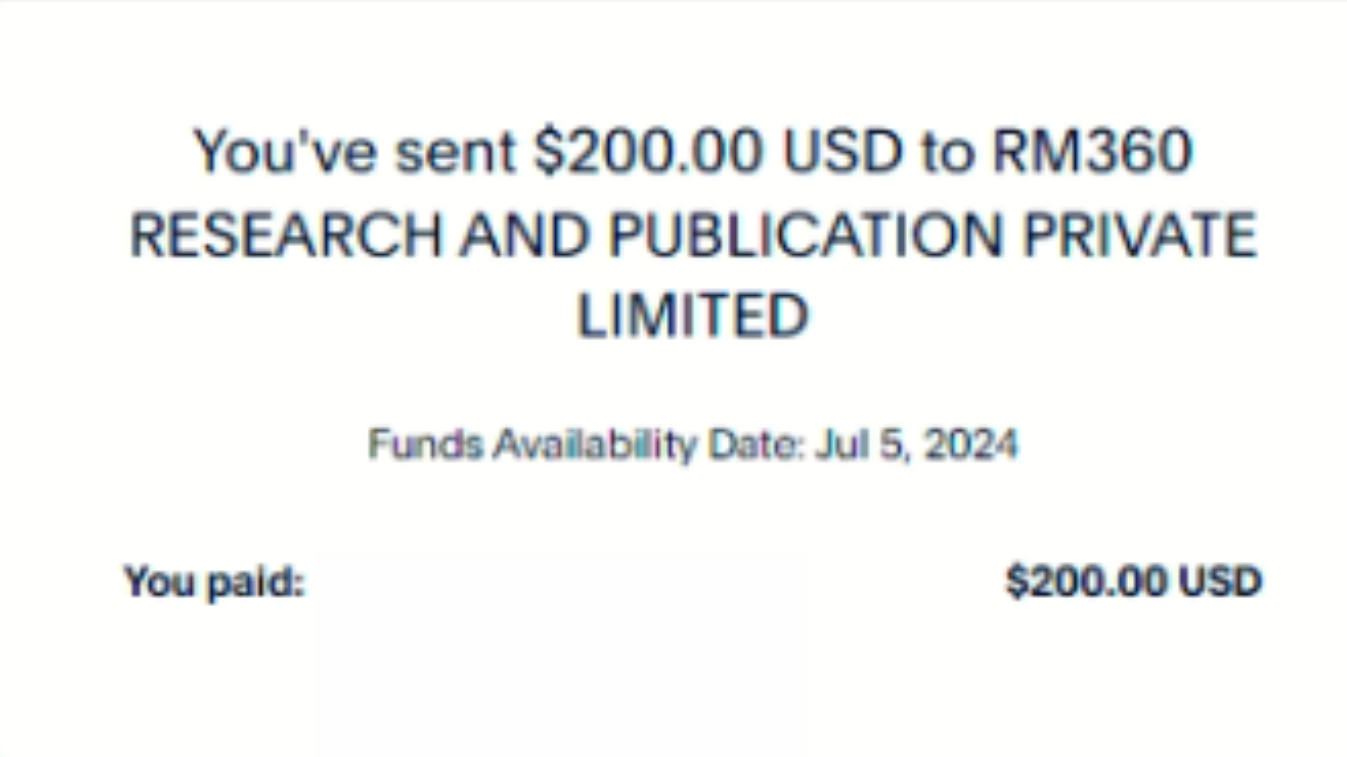 You've sent $200.00 USD to RM360
RESEARCH AND PUBLICATION PRIVATE
LIMITED
Funds Availability Date: Jul 5, 2024
You paid: $200.00 USD